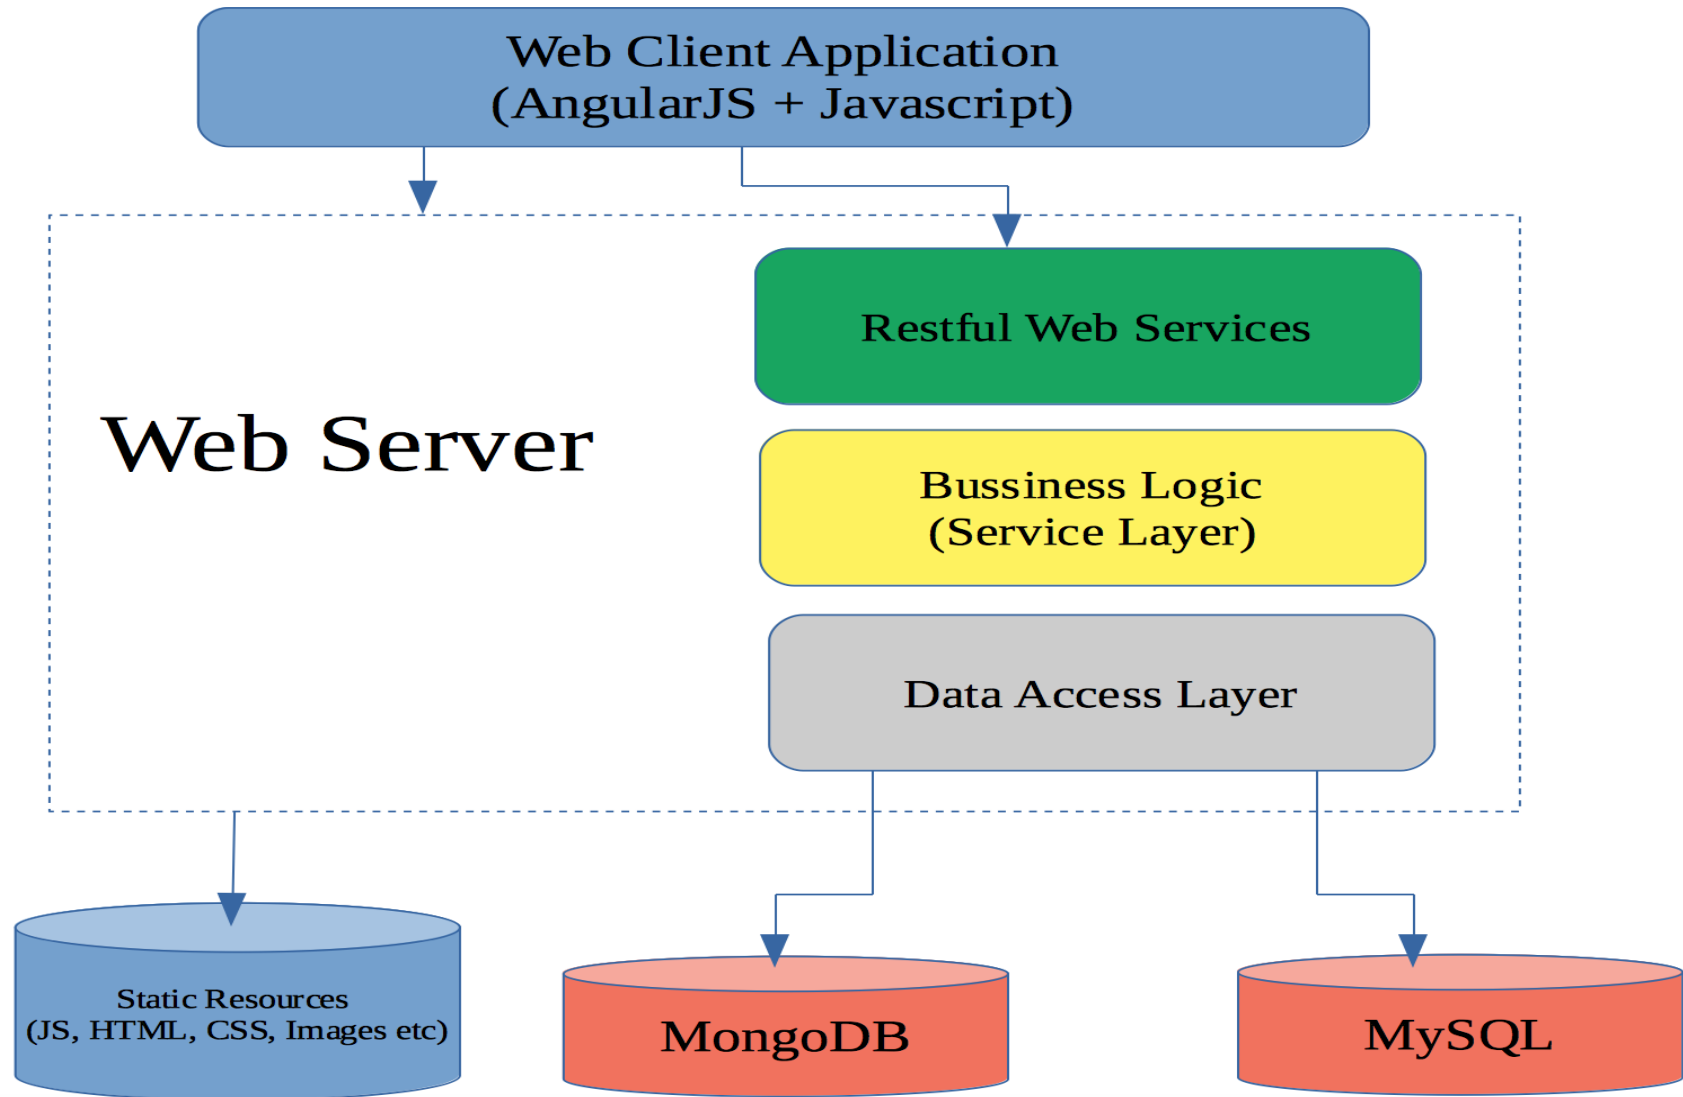 Web Client Application
(AngularJS + Javascript)
Restful Web Services
Web Server
Bussiness Logic
(Service Layer)
Data Access Layer
Static Resources
(JS, HTML, CSS, Images etc)
MongoDB
MySQL